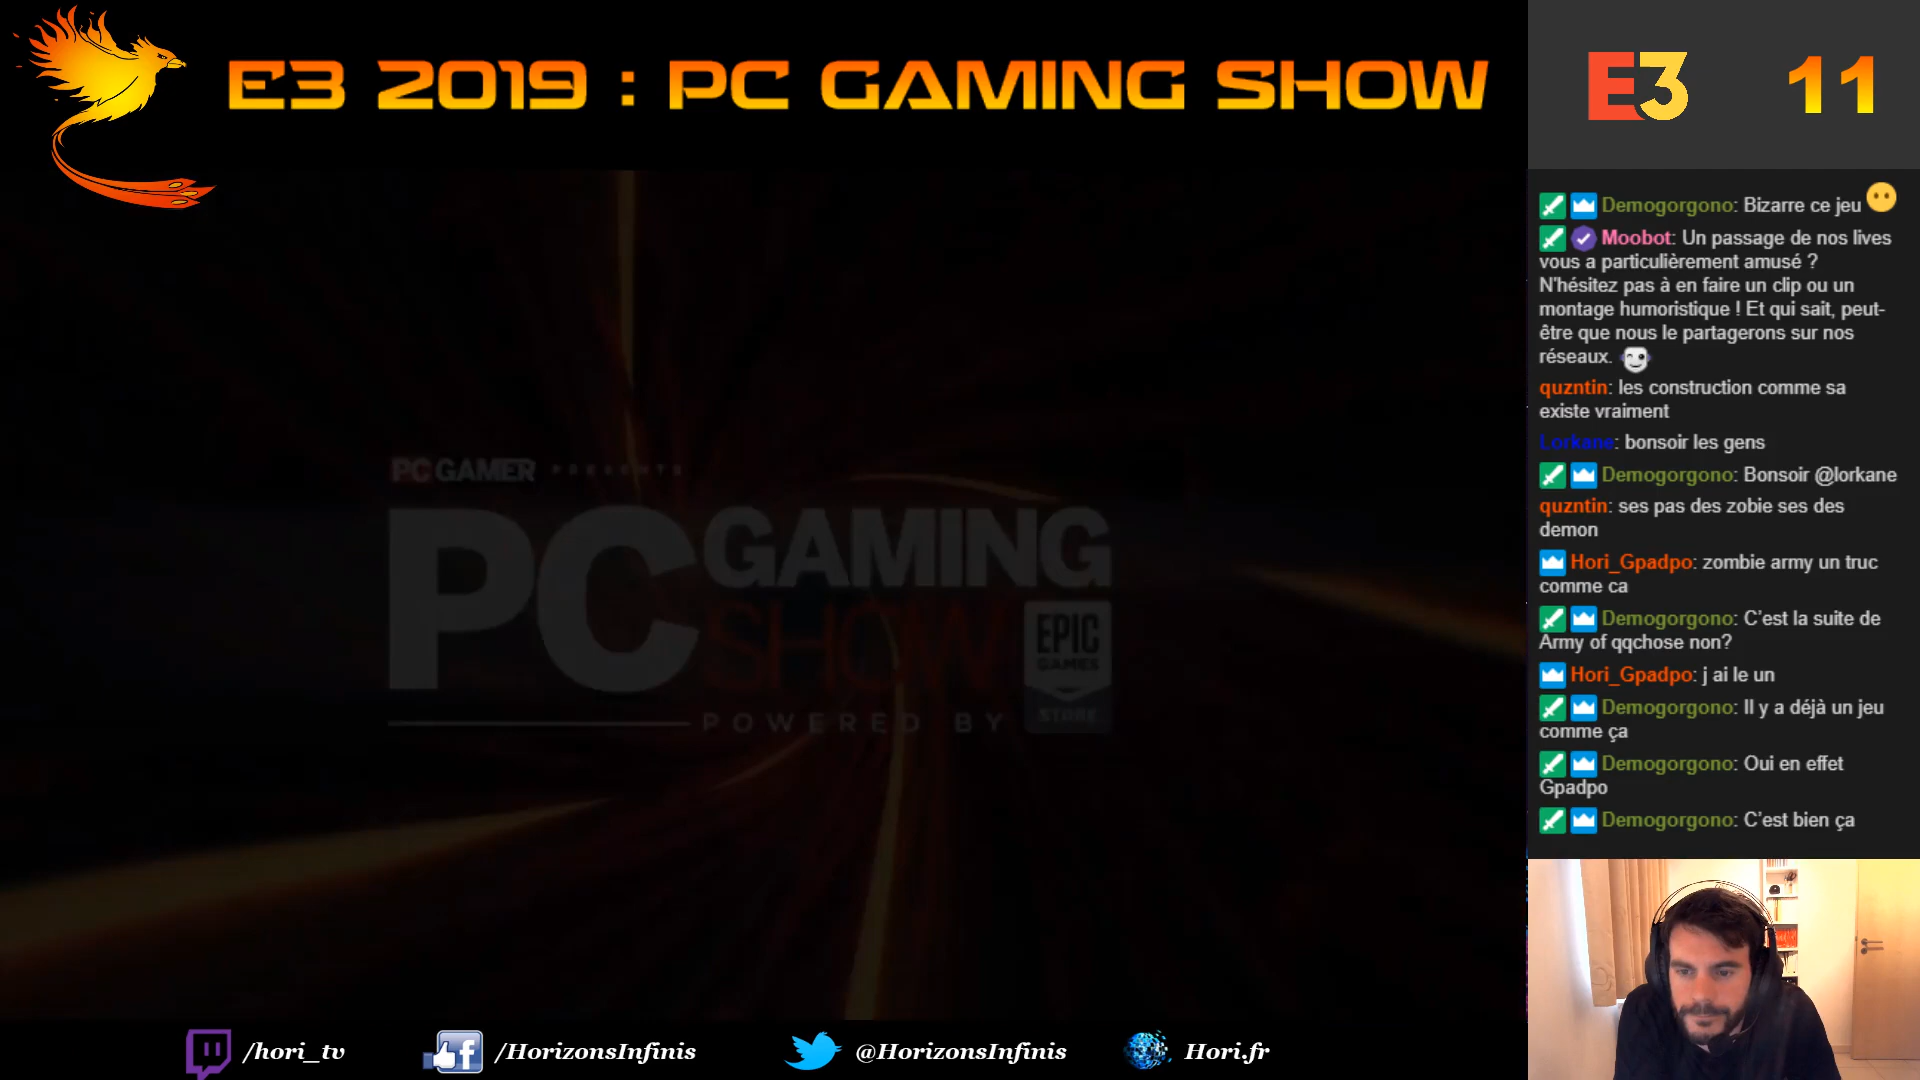 E3 2019 : PC GAMING SHOW
E3 11
PC GAMER PRESENTS
PC GAMING
SHOW
EPIC
GAMES
STORE
POWERED BY
Demogorgono: Bizarre ce jeu
Moobot: Un passage de nos lives
vous a particulièrement amusé ?
N'hésitez pas à en faire un clip ou un
montage humoristique ! Et qui sait, peut-
être que nous le partagerons sur nos
réseaux.
quzntin: les construction comme sa
existe vraiment
Lorkane: bonsoir les gens
Demogorgono: Bonsoir @lorkane
quzntin: ses pas des zobie ses des
demon
Hori_Gpadpo: zombie army un truc
comme ca
Demogorgono: C'est la suite de
Army of qqchose non?
Hori_Gpadpo: j ai le un
Demogorgono: Il y a déjà un jeu
comme ça
Demogorgono: Oui en effet
Gpadpo
Demogorgono: C'est bien ça
/hori_tv
/HorizonsInfinis
@HorizonsInfinis
Hori.fr